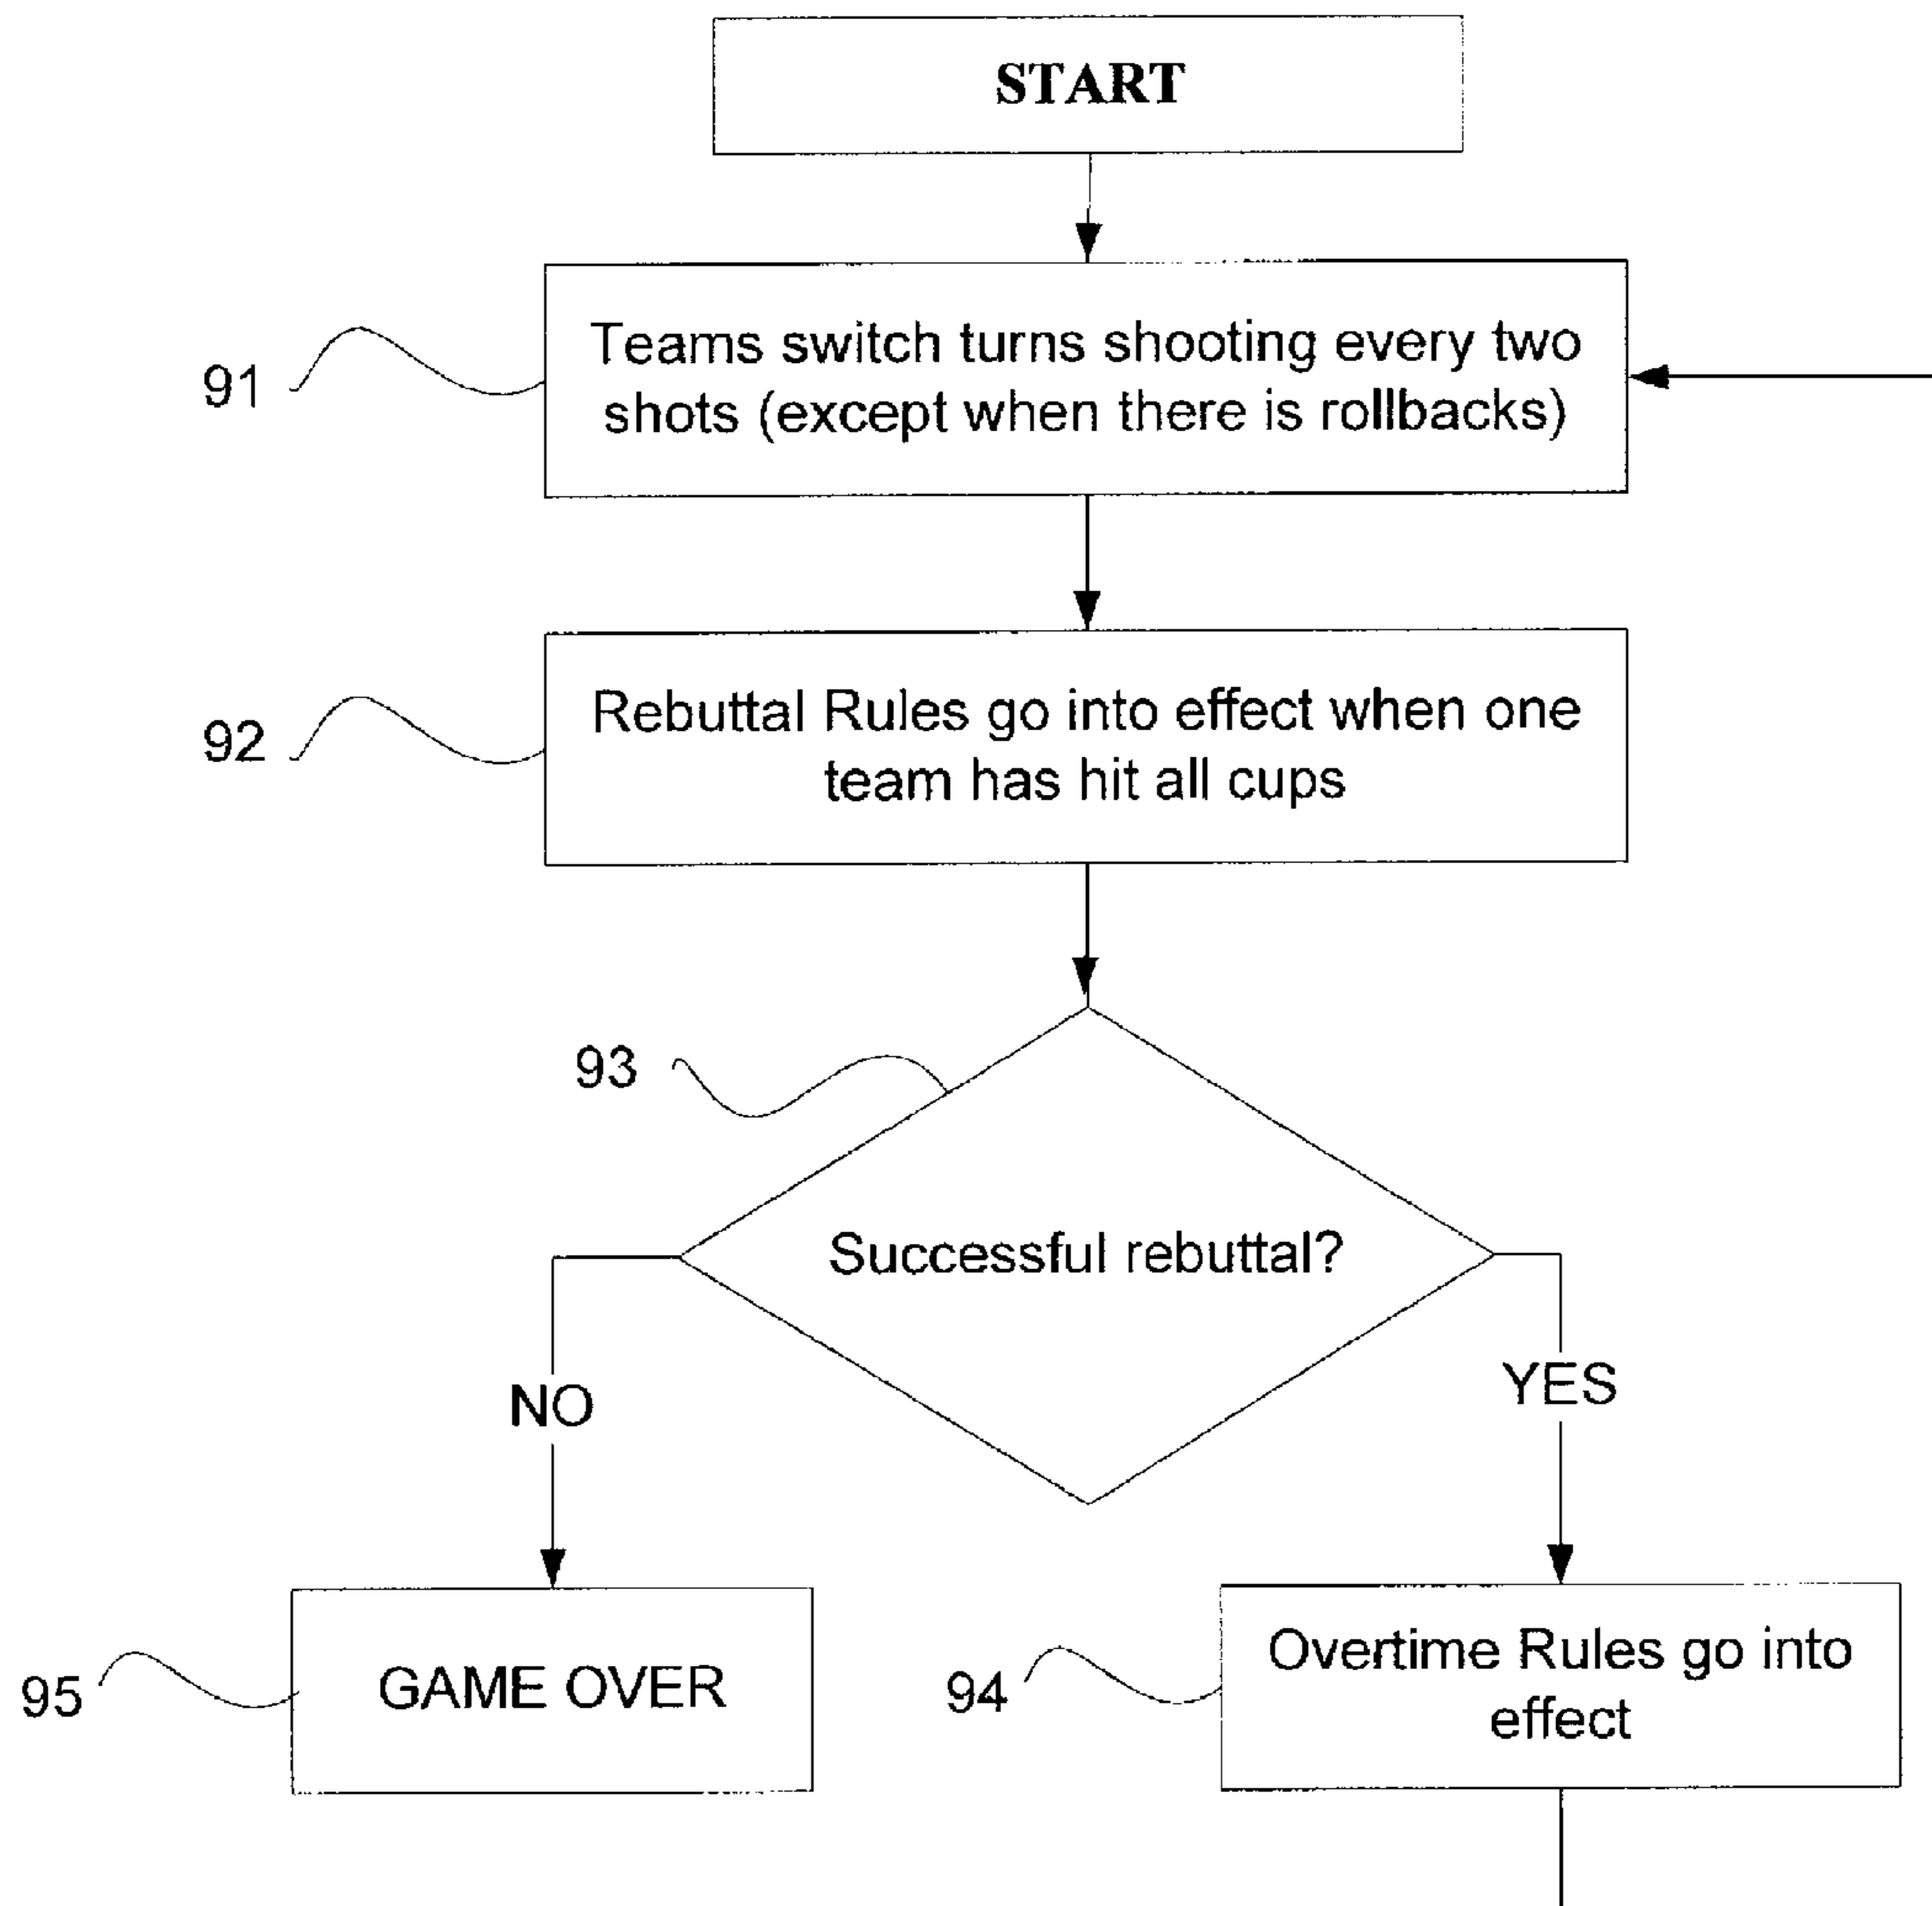 START
91
Teams switch turns shooting every two
shots (except when there is rollbacks)
92
Rebuttal Rules go into effect when one
team has hit all cups
93
Successful rebuttal?
NO
YES
95
GAME OVER
94
Overtime Rules go into
effect